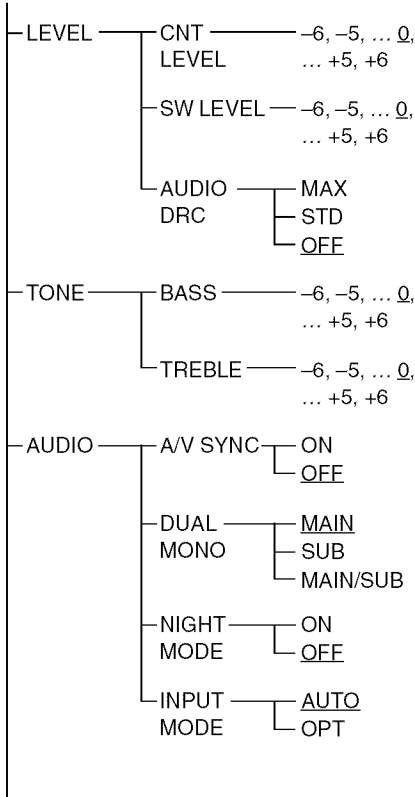 LEVEL CNT –6, –5, ... 0,
LEVEL ... +5, +6
SW LEVEL –6, –5, ... 0,
... +5, +6
AUDIO MAX
DRC STD
OFF
TONE BASS –6, –5, ... 0,
... +5, +6
TREBLE –6, –5, ... 0,
... +5, +6
AUDIO A/V SYNC ON
OFF
DUAL MAIN
MONO SUB
MAIN/SUB
NIGHT ON
MODE OFF
INPUT AUTO
MODE OPT